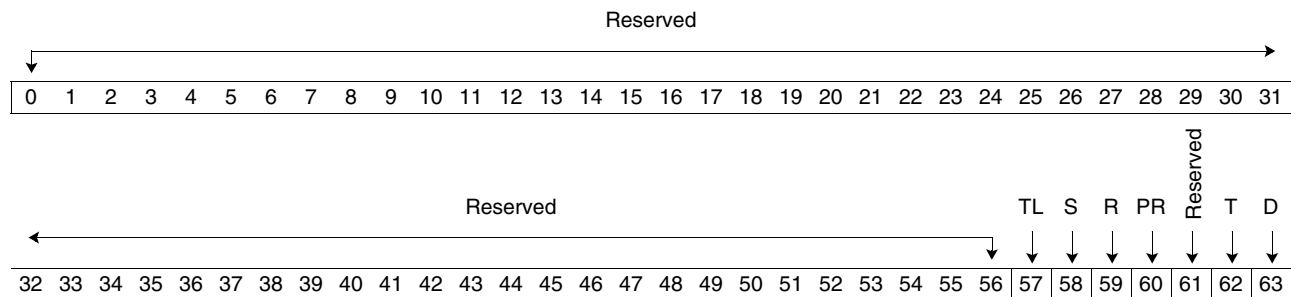 Reserved
0 1 2 3 4 5 6 7 8 9 10 11 12 13 14 15 16 17 18 19 20 21 22 23 24 25 26 27 28 29 30 31
Reserved TL S R PR Reserved T D
32 33 34 35 36 37 38 39 40 41 42 43 44 45 46 47 48 49 50 51 52 53 54 55 56 57 58 59 60 61 62 63